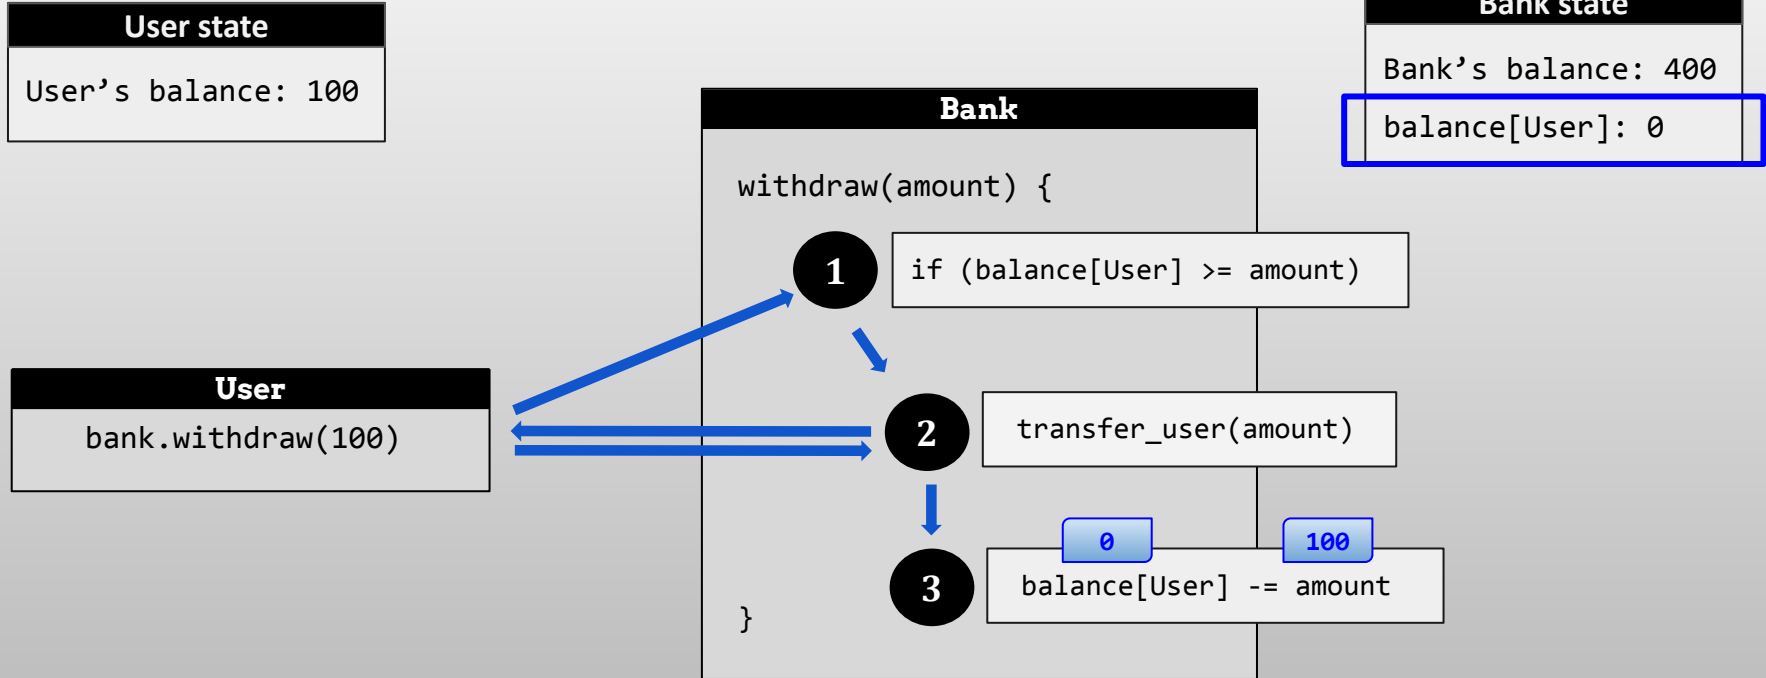 User state
User’s balance: 100
Bank state
Bank’s balance: 400
balance[User]: 0
Bank
withdraw(amount) {
1
if (balance[User] >= amount)
User
bank.withdraw(100)
2
transfer_user(amount)
0
100
3
balance[User] -= amount
}